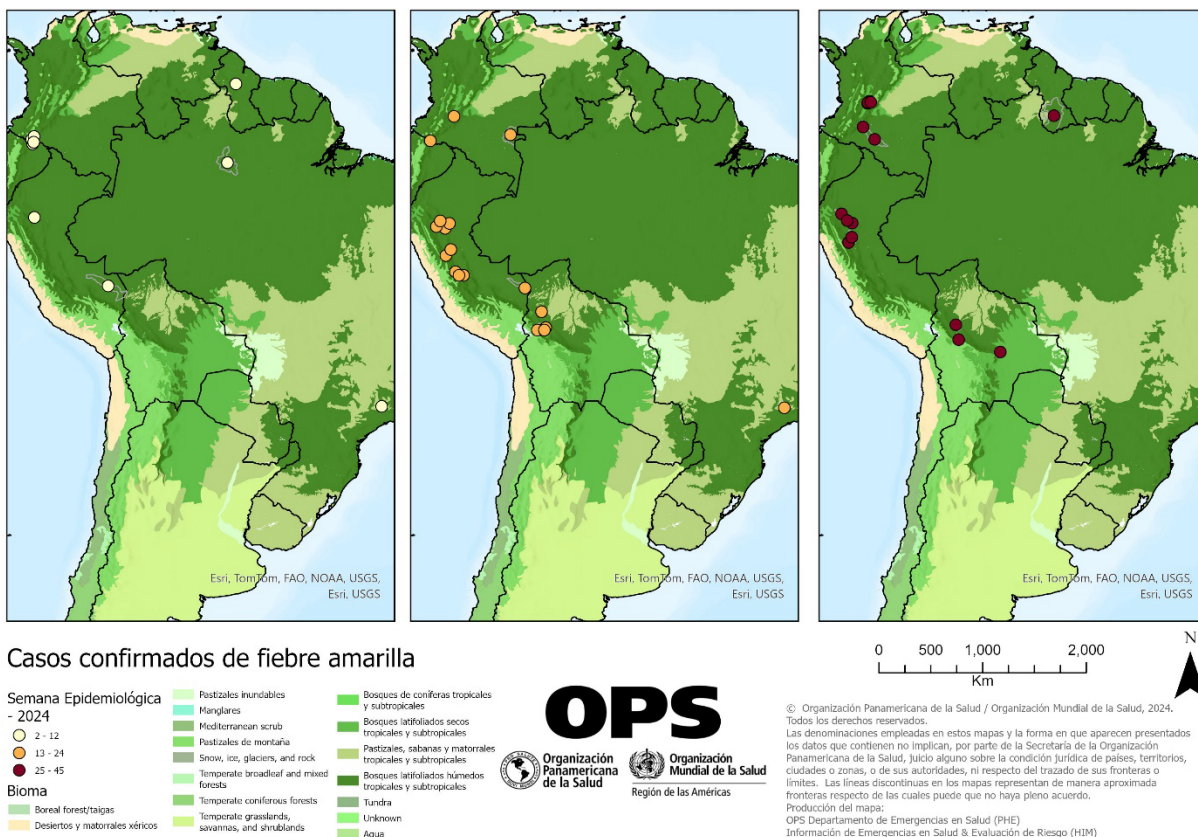 Esri, TomTom, FAO, NOAA, USGS,
Esri, USGS
Esri, TomTom, FAO, NOAA, USGS,
Esri, USGS
Esri, TomTom, FAO, NOAA, USGS,
Esri, USGS
Casos confirmados de fiebre amarilla
Semana Epidemiológica
- 2024
2 - 12
13 - 24
25 - 45
Bioma
Boreal forest/taigas
Desiertos y matorrales xéricos
Pastizales inundables
Manglares
Mediterranean scrub
Pastizales de montaña
Snow, ice, glaciers, and rock
Temperate broadleaf and mixed
forests
Temperate coniferous forests
Temperate grasslands,
savannas, and shrublands
Bosques de coníferas tropicales
y subtropicales
Bosques latifoliados secos
tropicales y subtropicales
Pastizales, sabanas y matorrales
tropicales y subtropicales
Bosques latifoliados húmedos
tropicales y subtropicales
Tundra
Unknown
Agua
OPS
Organización
Panamericana
de la Salud
Organización
Mundial de la Salud
Región de las Américas
0 500 1,000 2,000
Km
N
© Organización Panamericana de la Salud / Organización Mundial de la Salud, 2024.
Todos los derechos reservados.
Las denominaciones empleadas en estos mapas y la forma en que aparecen presentados
los datos que contienen no implican, por parte de la Secretaría de la Organización
Panamericana de la Salud, juicio alguno sobre la condición jurídica de países, territorios,
ciudades o zonas, o de sus autoridades, ni respecto del trazado de sus fronteras o
límites. Las líneas discontinuas en los mapas representan de manera aproximada
fronteras respecto de las cuales puede que no haya pleno acuerdo.
Producción del mapa:
OPS Departamento de Emergencias en Salud (PHE)
Información de Emergencias en Salud & Evaluación de Riesgo (HIM)